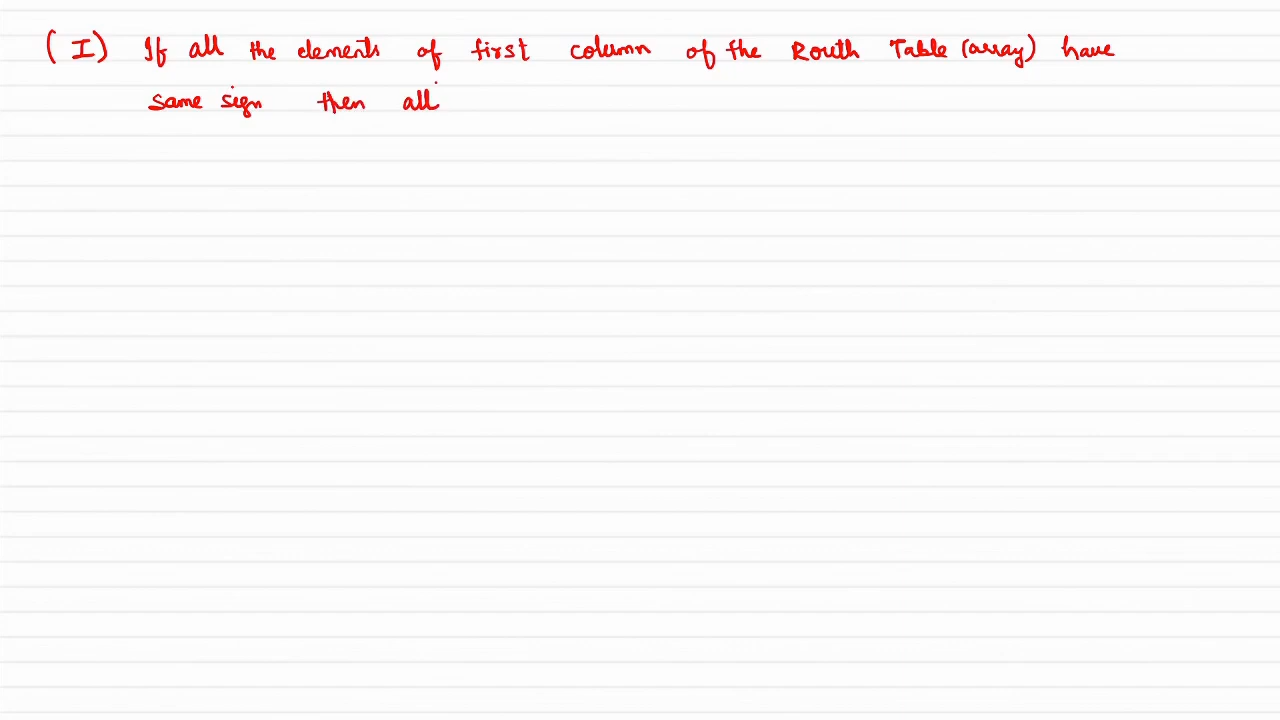 (I) If all the elements of first column of the Routh Table (array) have
same sign then all